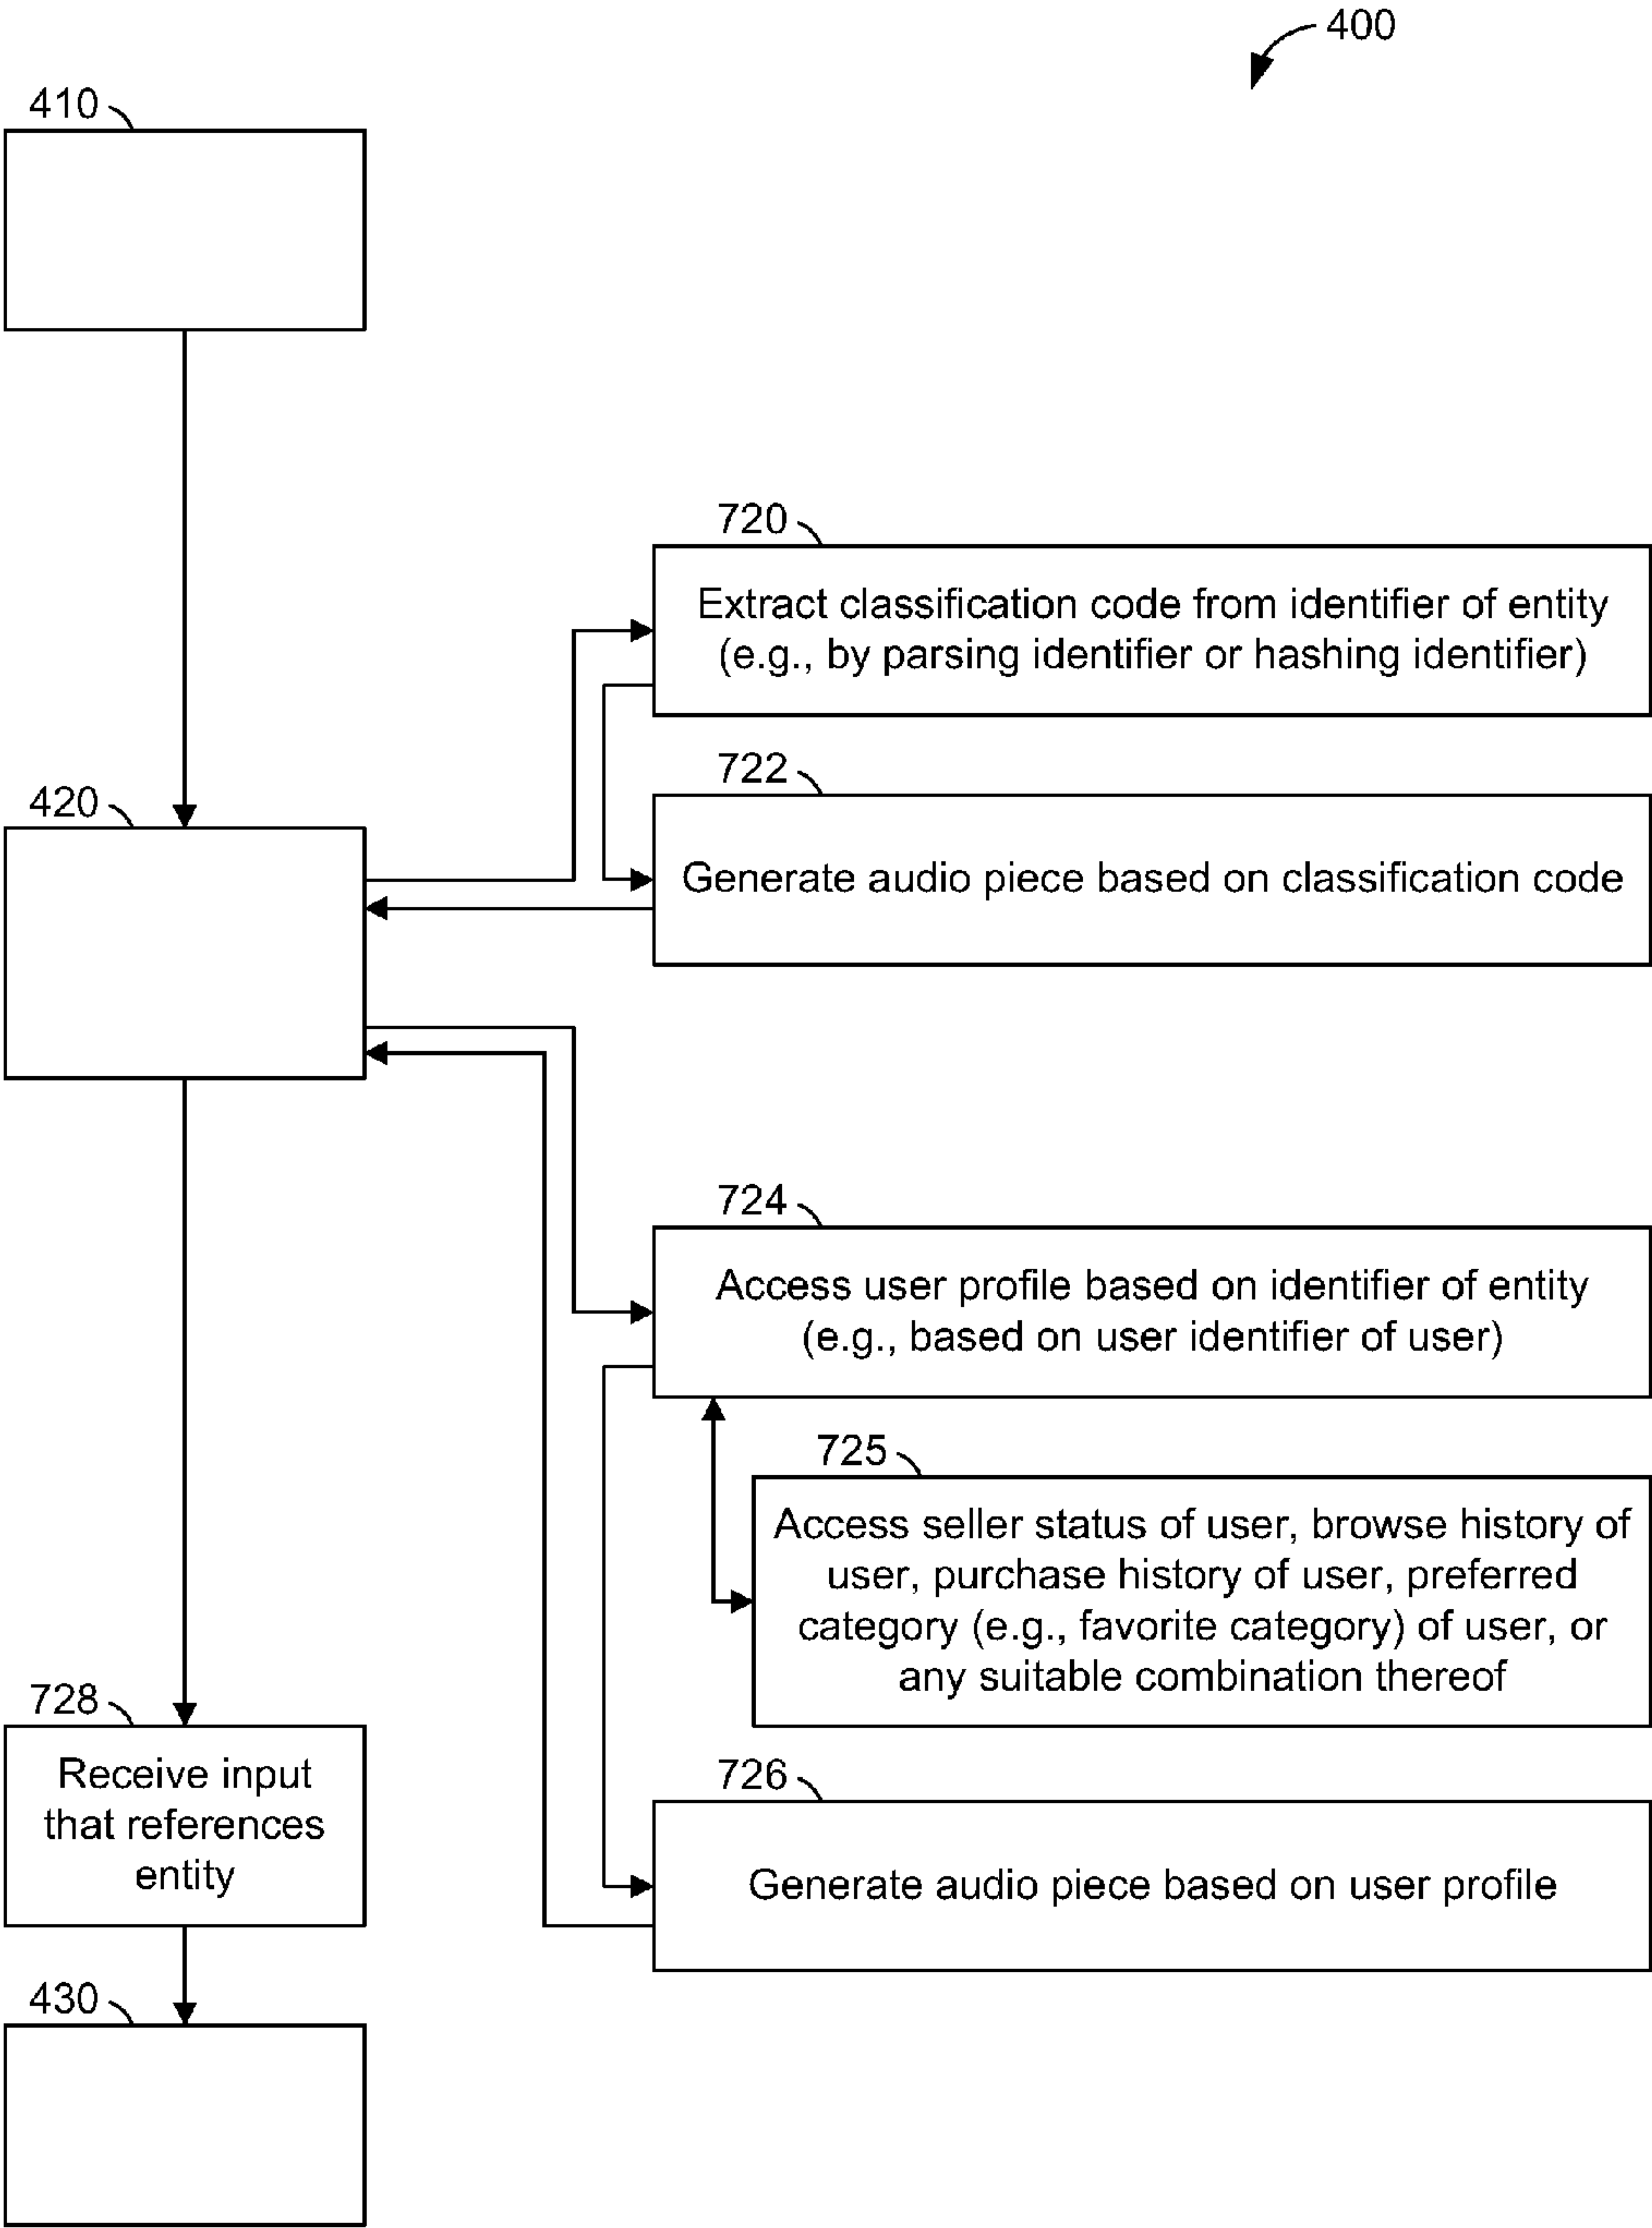 400
410
720
Extract classification code from identifier of entity
(e.g., by parsing identifier or hashing identifier)
722
420
Generate audio piece based on classification code
724
Access user profile based on identifier of entity
(e.g., based on user identifier of user)
725
Access seller status of user, browse history of
user, purchase history of user, preferred
category (e.g., favorite category) of user, or
any suitable combination thereof
728
Receive input
that references
entity
726
Generate audio piece based on user profile
430